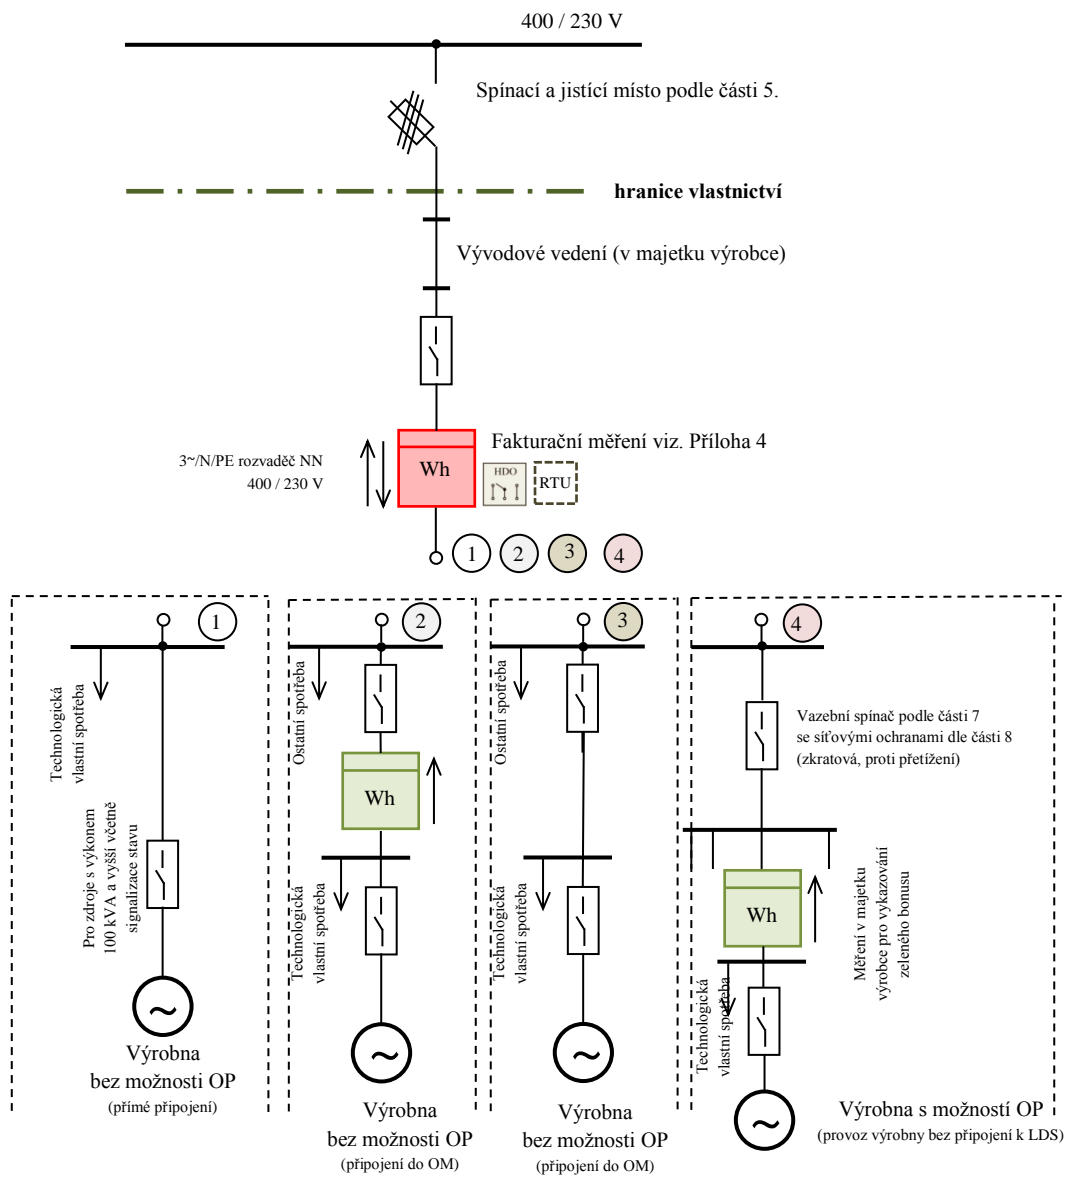 400 / 230 V
Spínací a jistící místo podle části 5.
hranice vlastnictví
Vývodové vedení (v majetku výrobce)
Fakturační měření viz. Příloha 4
3~/N/PE rozvaděč NN
400 / 230 V
Wh
HDO
RTU
1
2
3
4
1
Technologická
vlastní spotřeba
Pro zdroje s výkonem
100 kVA a vyšší včetně
signalizace stavu
~
Výrobna
bez možnosti OP
(přímé připojení)
2
Ostatní spotřeba
Wh
Technologická
vlastní spotřeba
~
Výrobna
bez možnosti OP
(připojení do OM)
3
Ostatní spotřeba
Technologická
vlastní spotřeba
~
Výrobna
bez možnosti OP
(připojení do OM)
4
Vazební spínač podle části 7
se síťovými ochranami dle části 8
(zkratová, proti přetížení)
Wh
Měření v majetku
výrobce pro vykazování
zeleného bonusu
Technologická
vlastní spotřeba
~
Výrobna s možností OP
(provoz výrobny bez připojení k LDS)